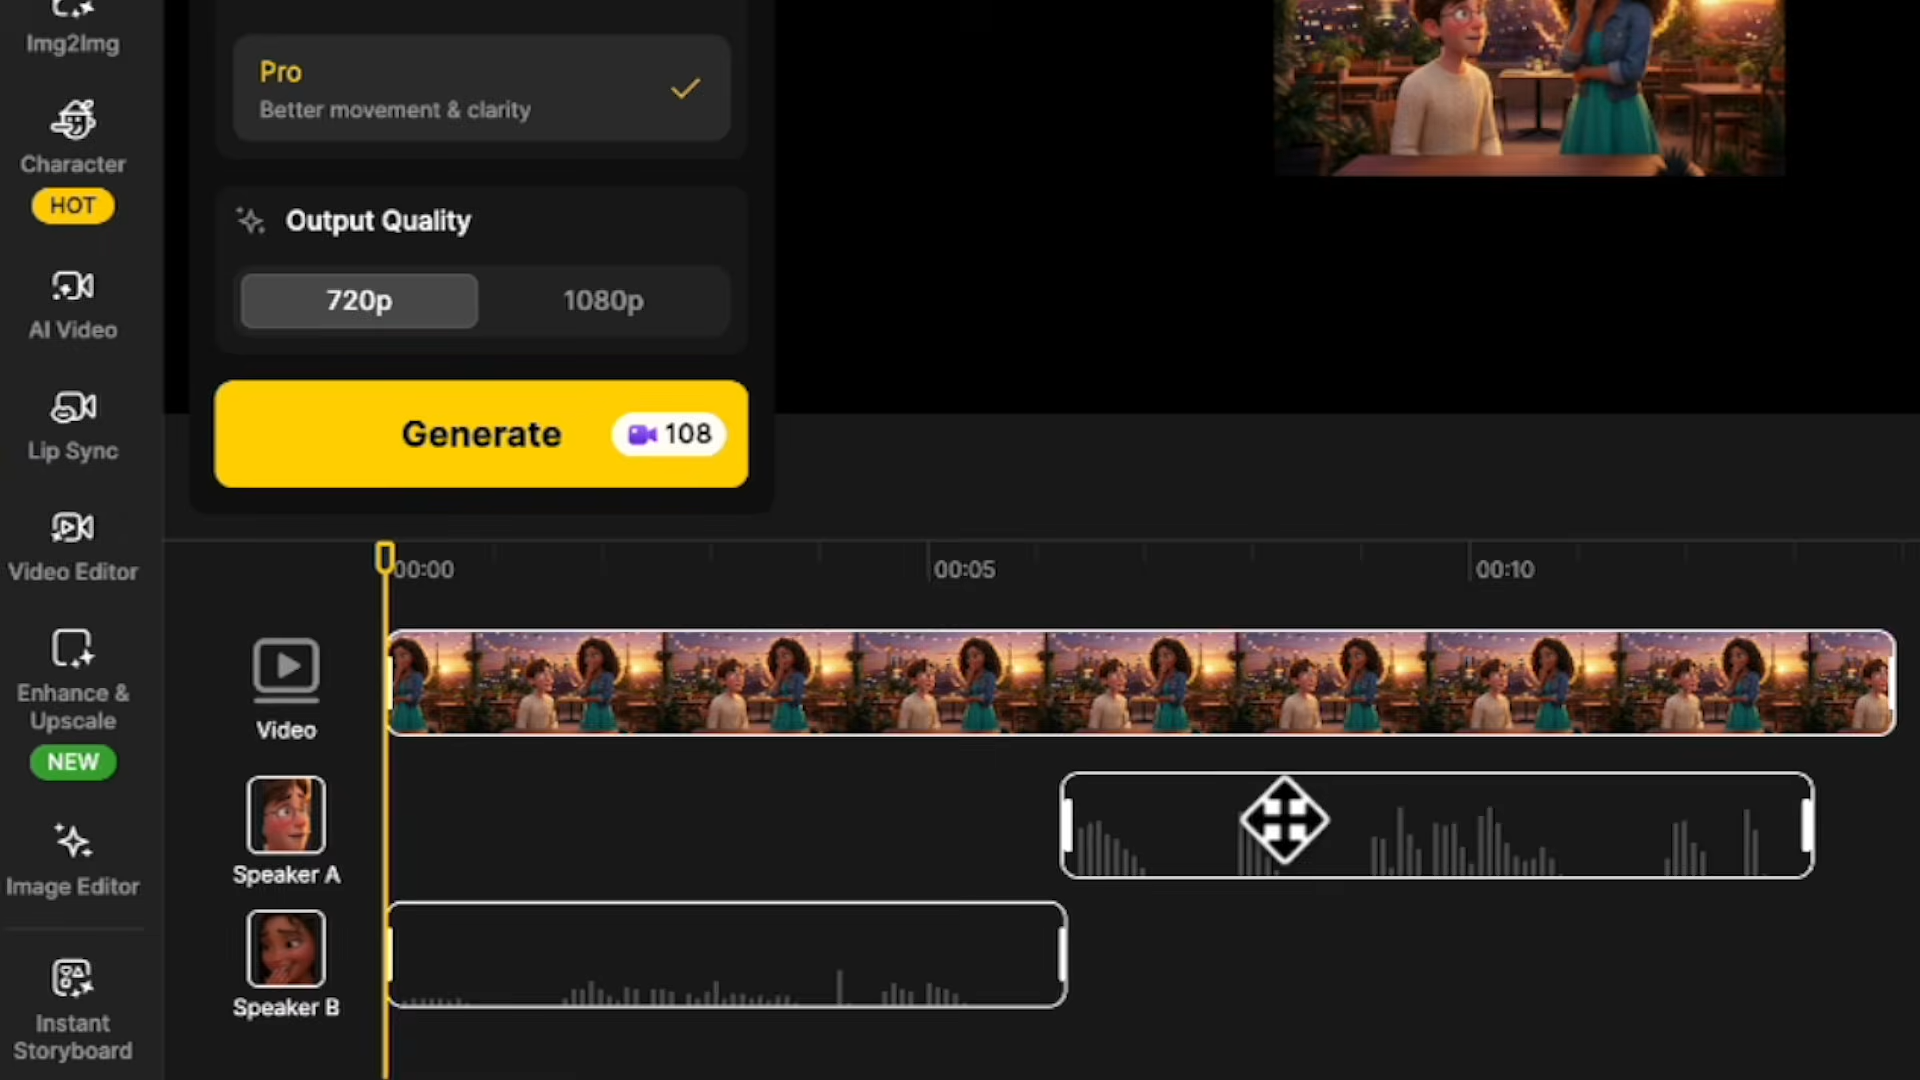 Img2Img
Character
HOT
AI Video
Lip Sync
Video Editor
Enhance &
Upscale
NEW
Image Editor
Instant
Storyboard
Pro
Better movement & clarity
Output Quality
720p 1080p
Generate 108
00:00 00:05 00:10
Video
Speaker A
Speaker B